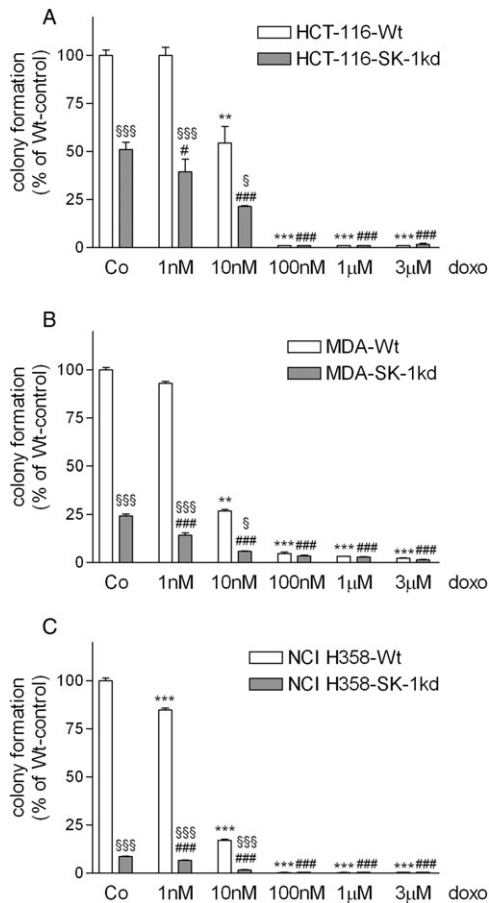 A
HCT-116-Wt
HCT-116-SK-1kd
colony formation
(% of Wt-control)
100
75
50
25
0
§§§
§§§
#
**
§
###
*** ###
*** ###
*** ###
Co 1nM 10nM 100nM 1µM 3µM doxo
B
MDA-Wt
MDA-SK-1kd
colony formation
(% of Wt-control)
100
75
50
25
0
§§§
§§§
###
**
§
###
*** ###
*** ###
*** ###
Co 1nM 10nM 100nM 1µM 3µM doxo
C
NCI H358-Wt
NCI H358-SK-1kd
colony formation
(% of Wt-control)
100
75
50
25
0
§§§
***
§§§
###
***
§§§
###
*** ###
*** ###
*** ###
Co 1nM 10nM 100nM 1µM 3µM doxo